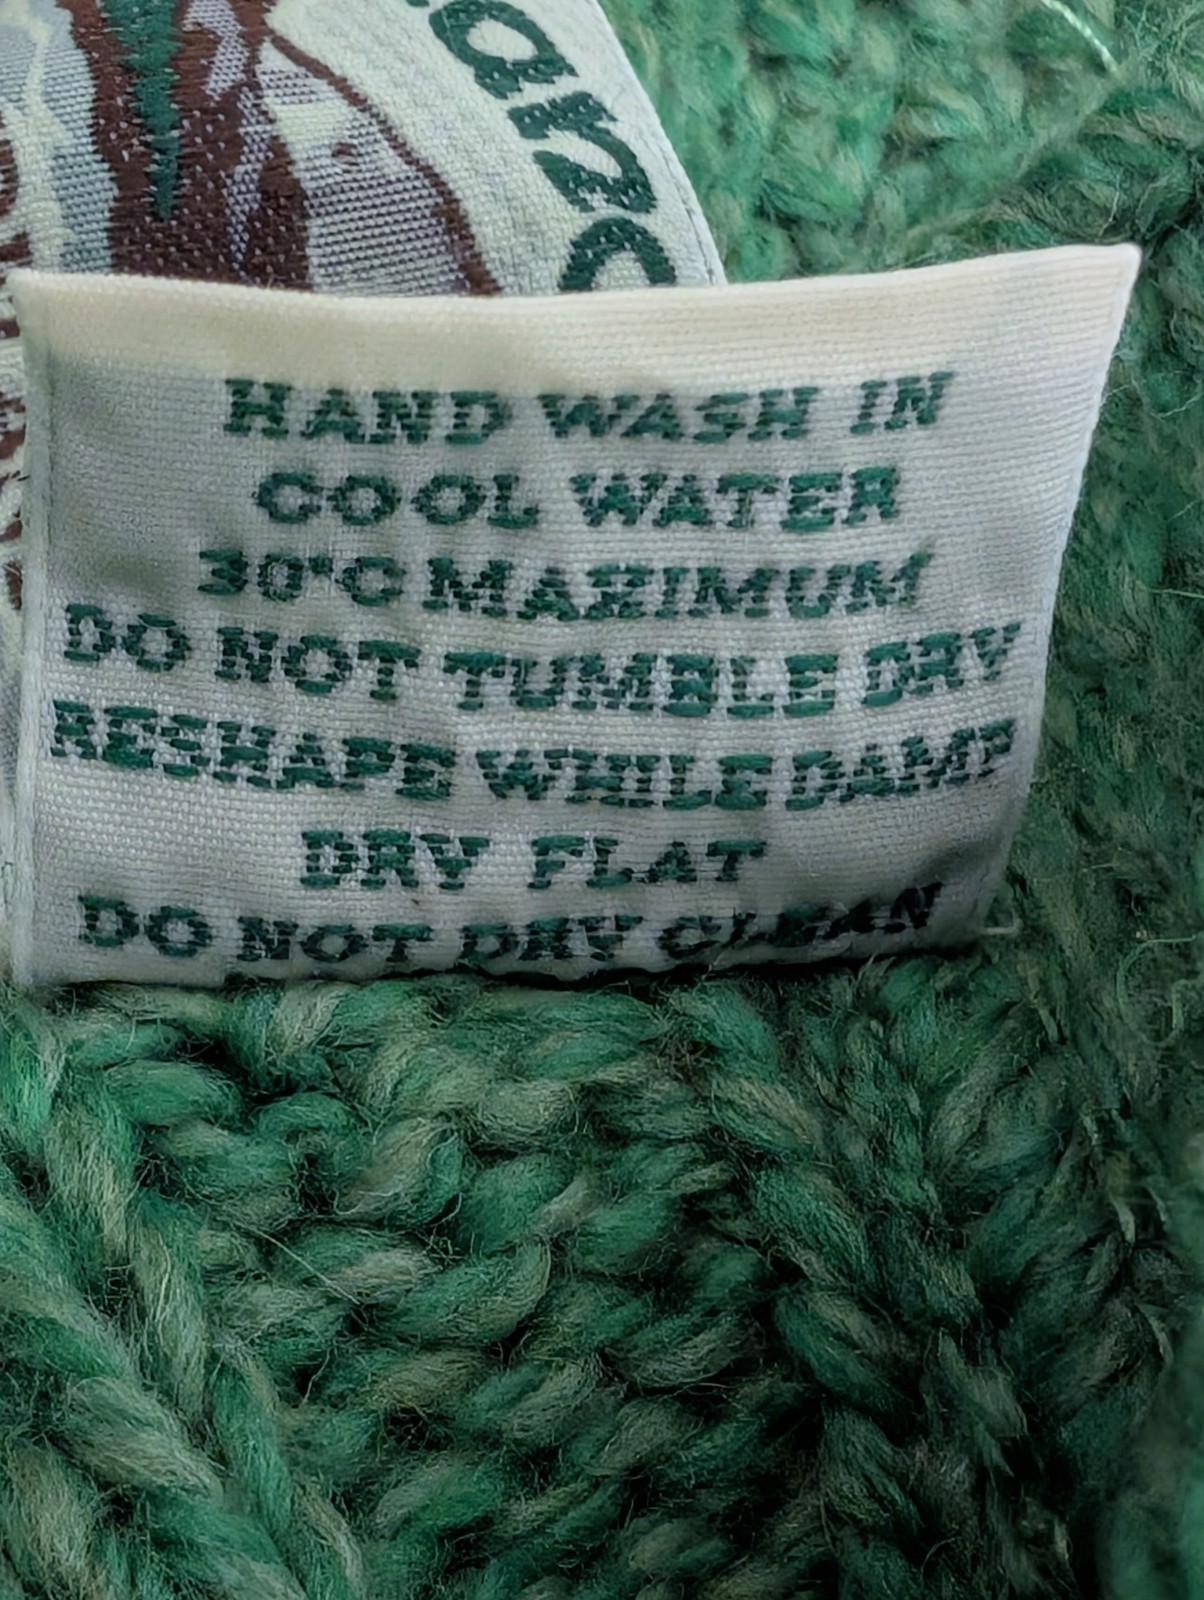 HAND WASH IN
COOL WATER
30°C MAXIMUM
DO NOT TUMBLE DRY
RESHAPE WHILE DAMP
DRY FLAT
DO NOT DRY CLEAN